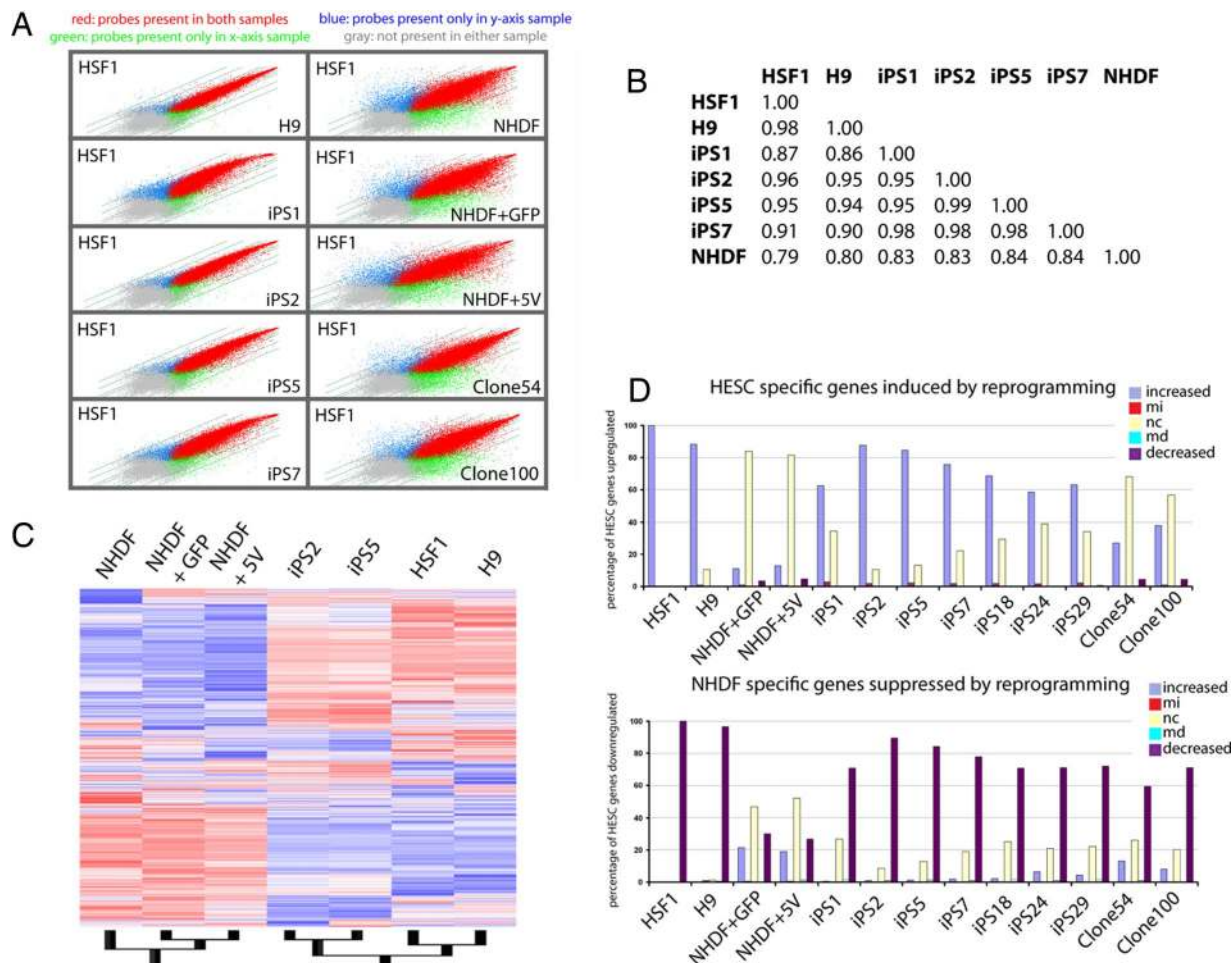 A
red: probes present in both samples
blue: probes present only in y-axis sample
green: probes present only in x-axis sample
gray: not present in either sample
HSF1
H9
HSF1
NHDF
HSF1
iPS1
HSF1
NHDF+GFP
HSF1
iPS2
HSF1
NHDF+5V
HSF1
iPS5
HSF1
Clone54
HSF1
iPS7
HSF1
Clone100
B
HSF1 H9 iPS1 iPS2 iPS5 iPS7 NHDF
HSF1 1.00
H9 0.98 1.00
iPS1 0.87 0.86 1.00
iPS2 0.96 0.95 0.95 1.00
iPS5 0.95 0.94 0.95 0.99 1.00
iPS7 0.91 0.90 0.98 0.98 0.98 1.00
NHDF 0.79 0.80 0.83 0.83 0.84 0.84 1.00
C
NHDF
NHDF
+ GFP
NHDF
+ 5V
iPS2
iPS5
HSF1
H9
D
HESC specific genes induced by reprogramming
increased
mi
nc
md
decreased
percentage of HESC genes upregulated
100
80
60
40
20
0
HSF1
H9
NHDF+GFP
NHDF+5V
iPS1
iPS2
iPS5
iPS7
iPS18
iPS24
iPS29
Clone54
Clone100
NHDF specific genes suppressed by reprogramming
increased
mi
nc
md
decreased
percentage of HESC genes downregulated
100
80
60
40
20
0
HSF1
H9
NHDF+GFP
NHDF+5V
iPS1
iPS2
iPS5
iPS7
iPS18
iPS24
iPS29
Clone54
Clone100